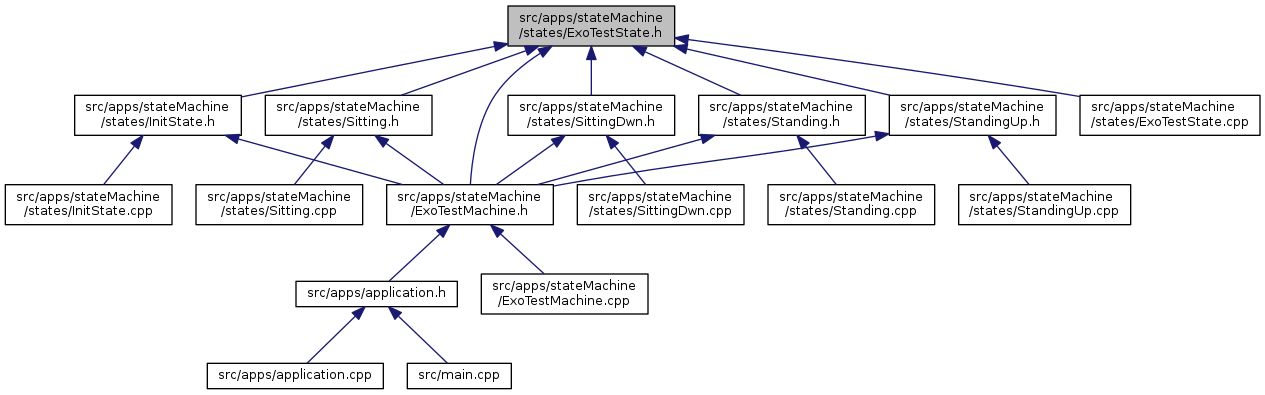 src/apps/stateMachine
/states/ExoTestState.h
src/apps/stateMachine
/states/InitState.h
src/apps/stateMachine
/states/Sitting.h
src/apps/stateMachine
/states/SittingDwn.h
src/apps/stateMachine
/states/Standing.h
src/apps/stateMachine
/states/StandingUp.h
src/apps/stateMachine
/states/ExoTestState.cpp
src/apps/stateMachine
/states/InitState.cpp
src/apps/stateMachine
/states/Sitting.cpp
src/apps/stateMachine
/ExoTestMachine.h
src/apps/stateMachine
/states/SittingDwn.cpp
src/apps/stateMachine
/states/Standing.cpp
src/apps/stateMachine
/states/StandingUp.cpp
src/apps/application.h
src/apps/stateMachine
/ExoTestMachine.cpp
src/apps/application.cpp
src/main.cpp